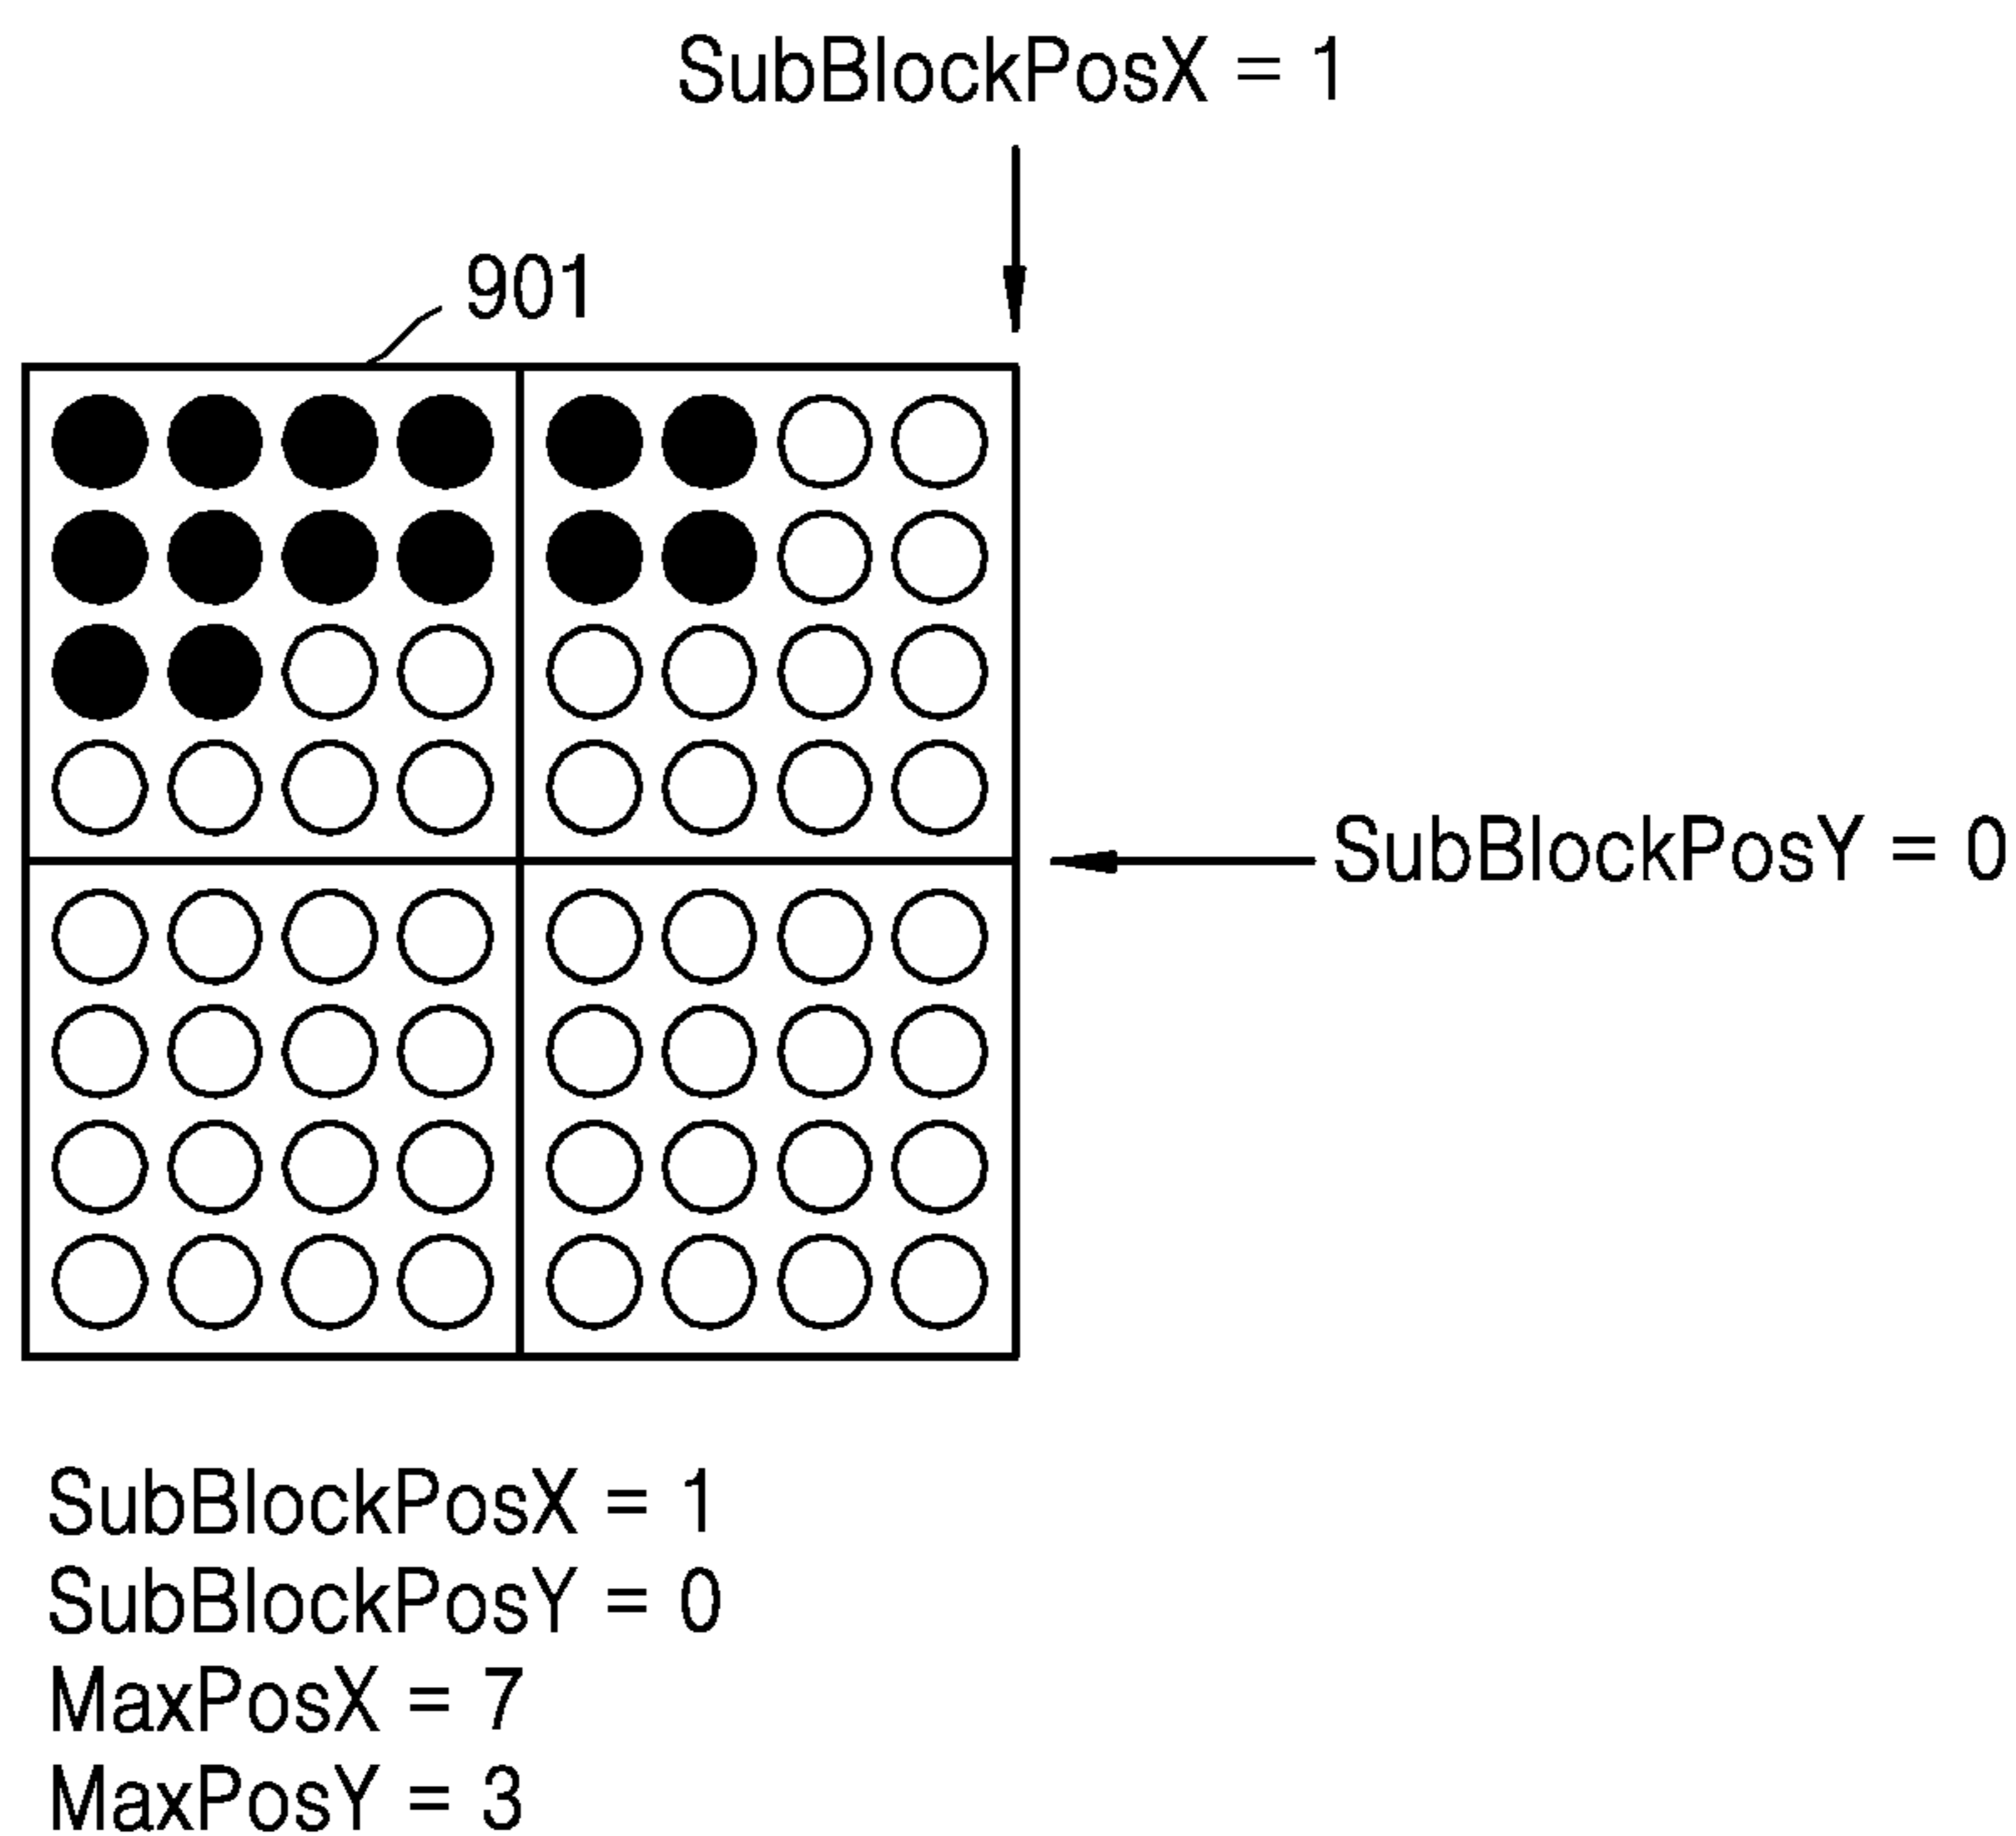 SubBlockPosX = 1
901
SubBlockPosY = 0
SubBlockPosX = 1
SubBlockPosY = 0
MaxPosX = 7
MaxPosY = 3